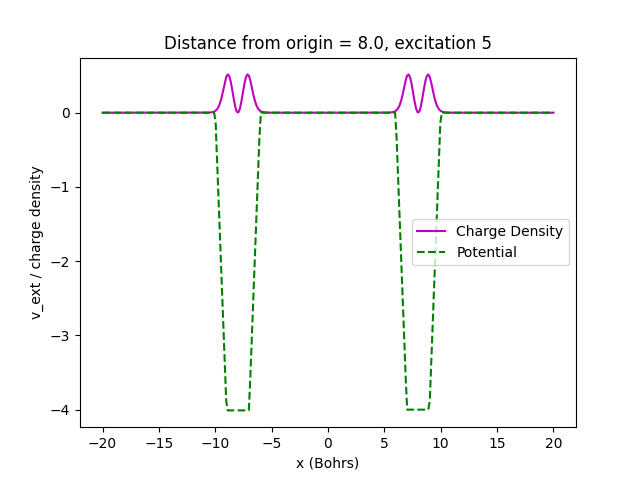 Distance from origin = 8.0, excitation 5
v_ext / charge density
0
−1
−2
−3
−4
Charge Density
Potential
−20 −15 −10 −5 0 5 10 15 20
x (Bohrs)